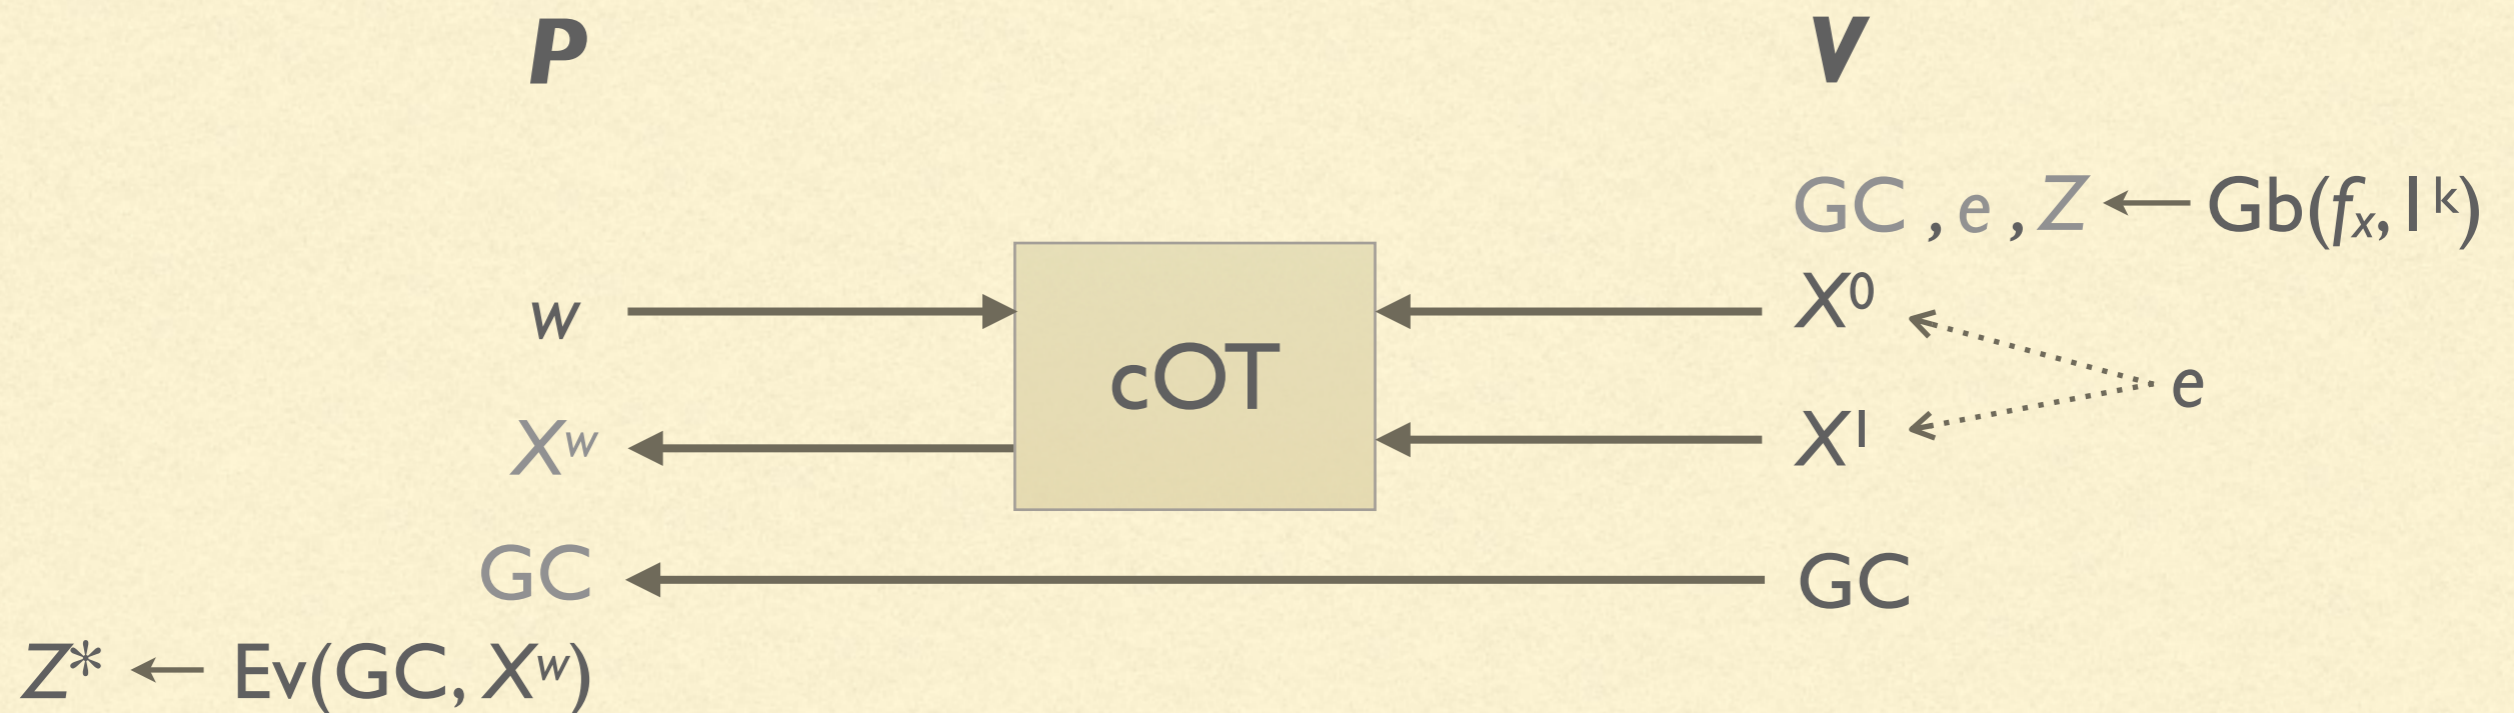 P V
GC , e , Z ← Gb(fₓ, 1ᵏ)
w X⁰
cOT
e
Xʷ X¹
GC GC
Z* ← Ev(GC, Xʷ)